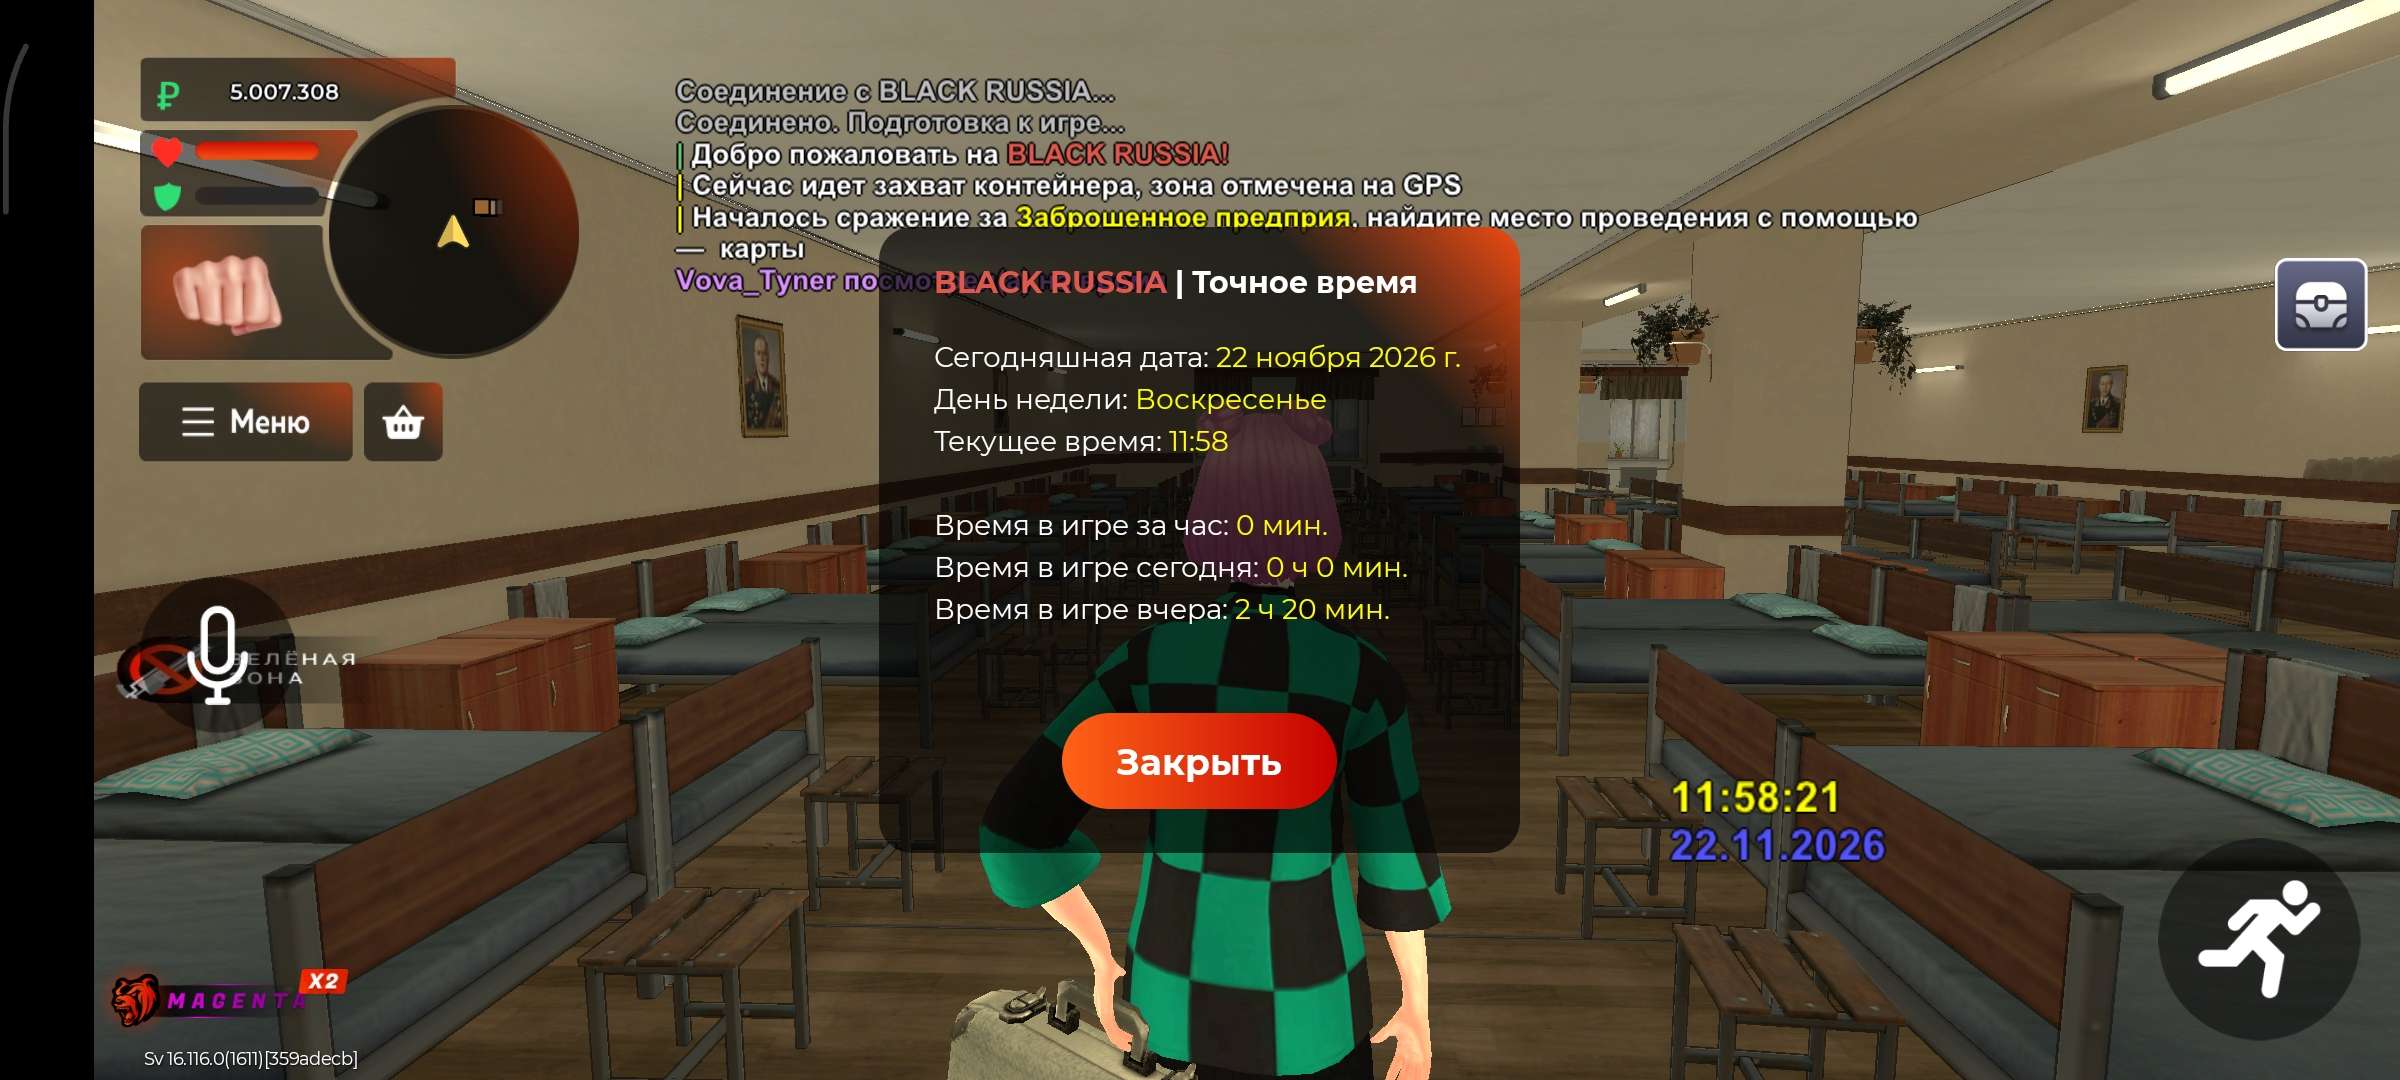 5.007.308
Соединение с BLACK RUSSIA...
Соединено. Подготовка к игре...
| Добро пожаловать на BLACK RUSSIA!
| Сейчас идет захват контейнера, зона отмечена на GPS
| Началось сражение за Заброшенное предприя, найдите место проведения с помощью
— карты
Vova_Tyner
BLACK RUSSIA | Точное время
Сегодняшная дата: 22 ноября 2026 г.
День недели: Воскресенье
Текущее время: 11:58
Время в игре за час: 0 мин.
Время в игре сегодня: 0 ч 0 мин.
Время в игре вчера: 2 ч 20 мин.
Закрыть
Меню
11:58:21
22.11.2026
X2
MAGENTA
Sv 16.116.0(1611)[359adecb]